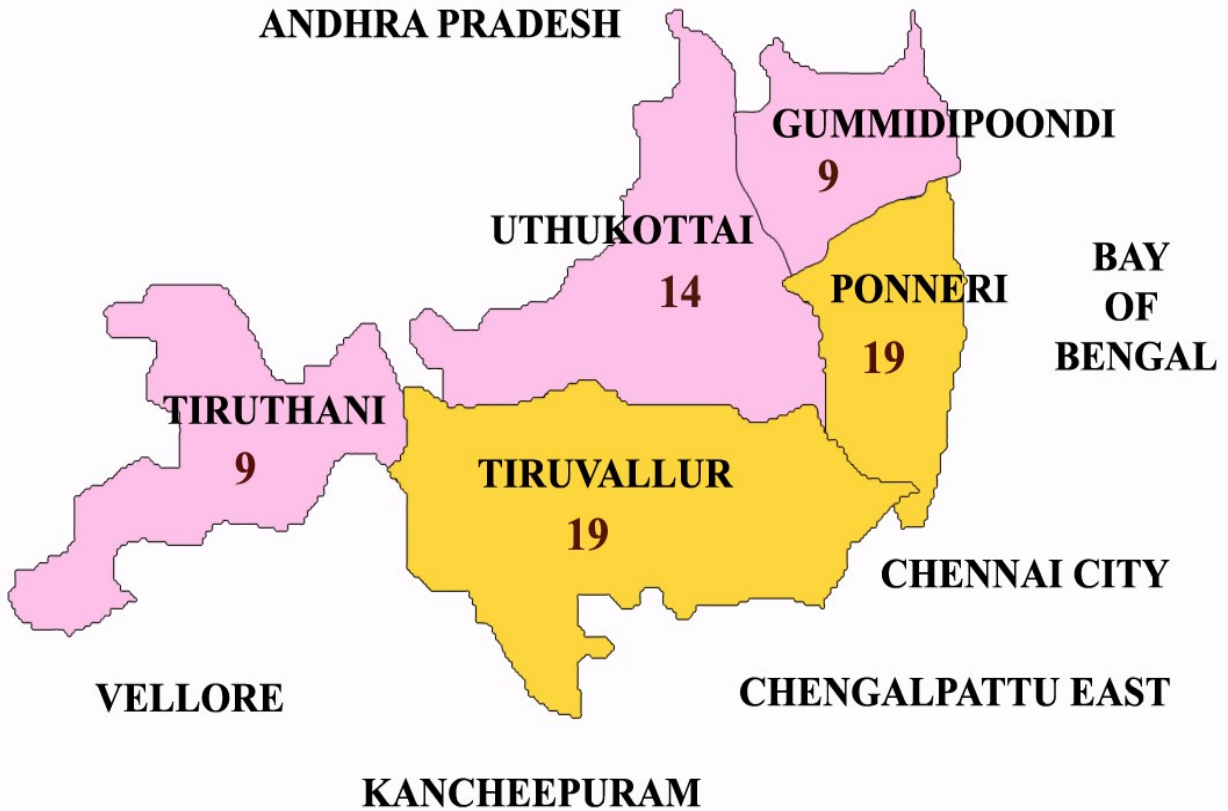 ANDHRA PRADESH
GUMMIDIPOONDI
9
UTHUKOTTAI
14
BAY
OF
BENGAL
PONNERI
19
TIRUTHANI
9
TIRUVALLUR
19
CHENNAI CITY
VELLORE
CHENGALPATTU EAST
KANCHEEPURAM